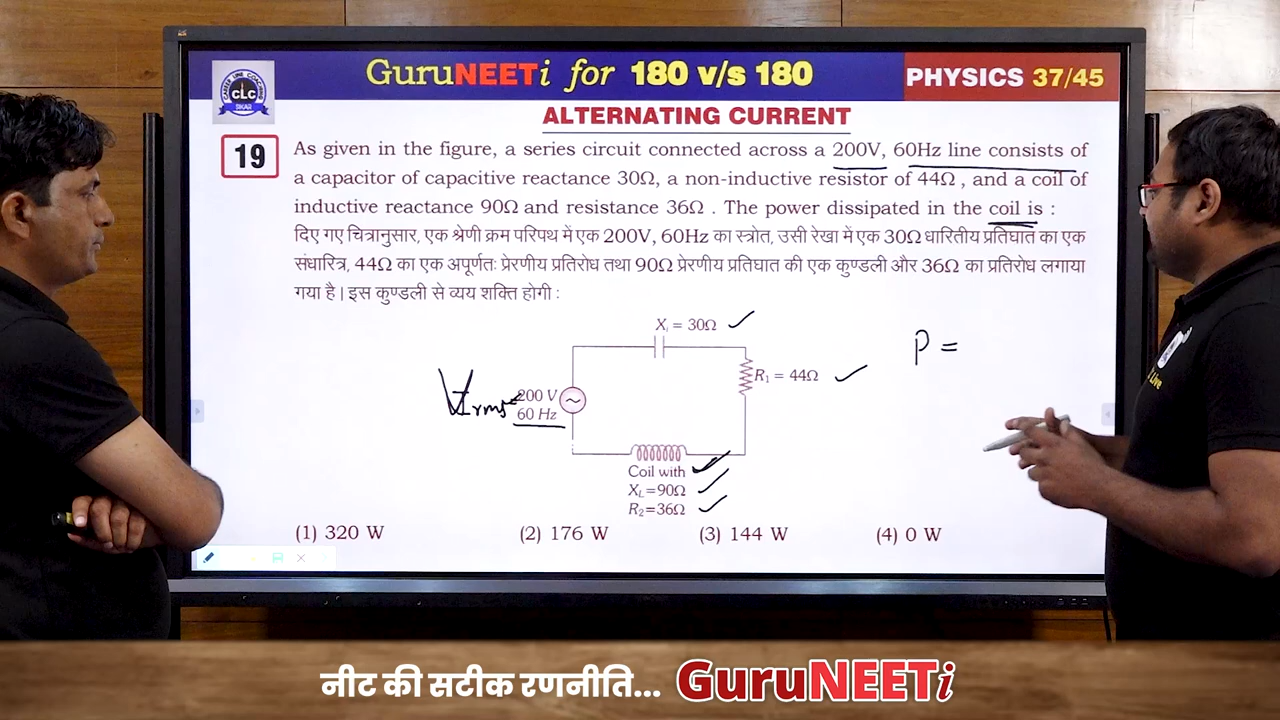 GuruNEETi for 180 v/s 180
PHYSICS 37/45
CLC
SIKAR
ALTERNATING CURRENT
19
As given in the figure, a series circuit connected across a 200V, 60Hz line consists of
a capacitor of capacitive reactance 30Ω, a non-inductive resistor of 44Ω , and a coil of
inductive reactance 90Ω and resistance 36Ω . The power dissipated in the coil is :
दिए गए चित्रानुसार, एक श्रेणी क्रम परिपथ में एक 200V, 60Hz का स्त्रोत, उसी रेखा में एक 30Ω धारितीय प्रतिघात का एक
संधारित्र, 44Ω का एक अपूर्णतः प्रेरणीय प्रतिरोध तथा 90Ω प्रेरणीय प्रतिघात की एक कुण्डली और 36Ω का प्रतिरोध लगाया
गया है। इस कुण्डली से व्यय शक्ति होगी :
X = 30Ω
P =
R₁ = 44Ω
Vrms =
200 V
60 Hz
Coil with
X_L=90Ω
R₂=36Ω
(1) 320 W
(2) 176 W
(3) 144 W
(4) 0 W
Live
नीट की सटीक रणनीति... GuruNEETi